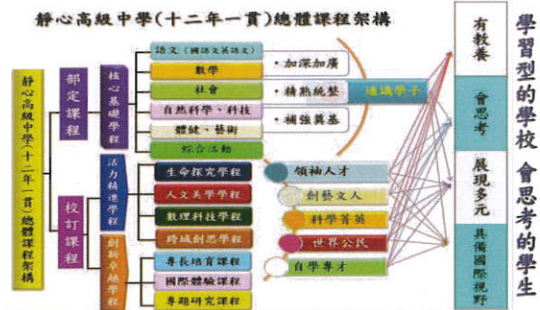 靜心高級中學(十二年一貫)總體課程架構
靜心高級中學(十二年一貫)總體課程架構
部定課程
校訂課程
核心基礎學程
活力精進學程
創新卓越學程
語文(國語文英語文)
數學
社會
自然科學、科技
體健、藝術
綜合活動
生命探究學程
人文美學學程
數理科技學程
跨域創思學程
專長培育課程
國際體驗課程
專題研究課程
・加深加廣
・精熟統整
・補強奠基
通識學子
領袖人才
創藝文人
科學菁英
世界公民
自學專才
有教養
會思考
展現多元
具備國際視野
學習型的學校 會思考的學生